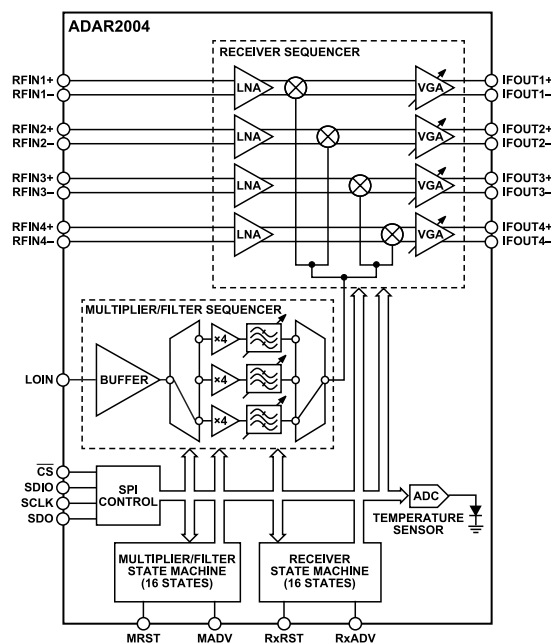 ADAR2004
RECEIVER SEQUENCER
RFIN1+
RFIN1–
LNA
VGA
IFOUT1+
IFOUT1–
RFIN2+
RFIN2–
LNA
VGA
IFOUT2+
IFOUT2–
RFIN3+
RFIN3–
LNA
VGA
IFOUT3+
IFOUT3–
RFIN4+
RFIN4–
LNA
VGA
IFOUT4+
IFOUT4–
MULTIPLIER/FILTER SEQUENCER
LOIN
BUFFER
×4
×4
×4
CS
SDIO
SCLK
SDO
SPI
CONTROL
ADC
TEMPERATURE
SENSOR
MULTIPLIER/FILTER
STATE MACHINE
(16 STATES)
RECEIVER
STATE MACHINE
(16 STATES)
MRST
MADV
RxRST
RxADV